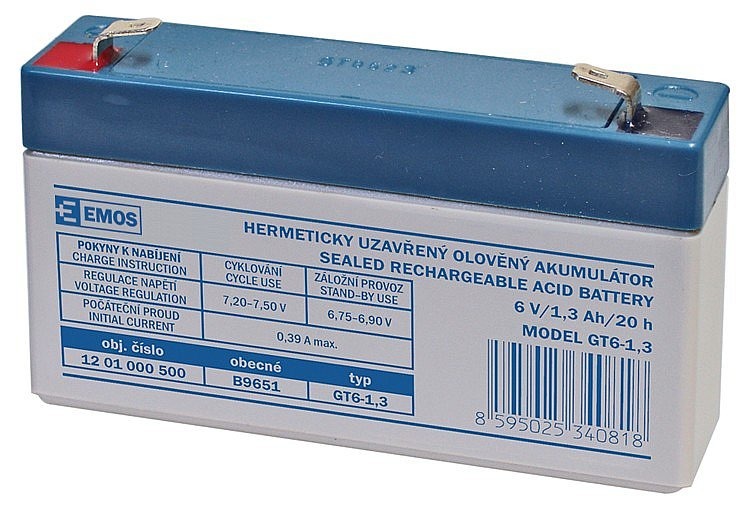 070623
EMOS
HERMETICKY UZAVŘENÝ OLOVĚNÝ AKUMULÁTOR
SEALED RECHARGEABLE ACID BATTERY
6 V/1,3 Ah/20 h
MODEL GT6-1,3
POKYNY K NABÍJENÍ
CHARGE INSTRUCTION
CYKLOVÁNÍ
CYCLE USE
ZÁLOŽNÍ PROVOZ
STAND-BY USE
REGULACE NAPĚTÍ
VOLTAGE REGULATION
7,20–7,50 V
6,75–6,90 V
POČÁTEČNÍ PROUD
INITIAL CURRENT
0,39 A max.
obj. číslo
obecné
typ
12 01 000 500
B9651
GT6-1,3
8 595025 340818